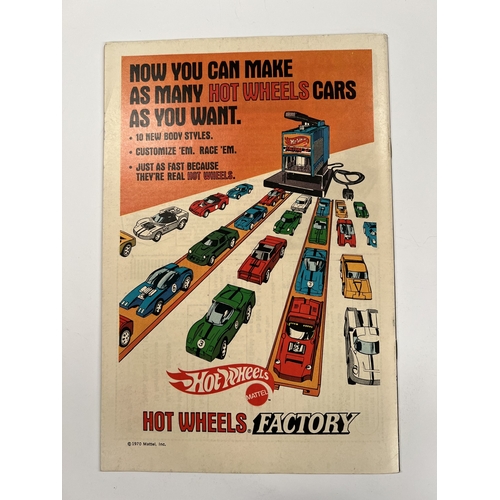 NOW YOU CAN MAKE
AS MANY HOT WHEELS CARS
AS YOU WANT.
• 10 NEW BODY STYLES.
• CUSTOMIZE 'EM. RACE 'EM.
• JUST AS FAST BECAUSE
THEY'RE REAL HOT WHEELS.
3
Hot Wheels
MATTEL
HOT WHEELS® FACTORY
© 1970 Mattel, Inc.